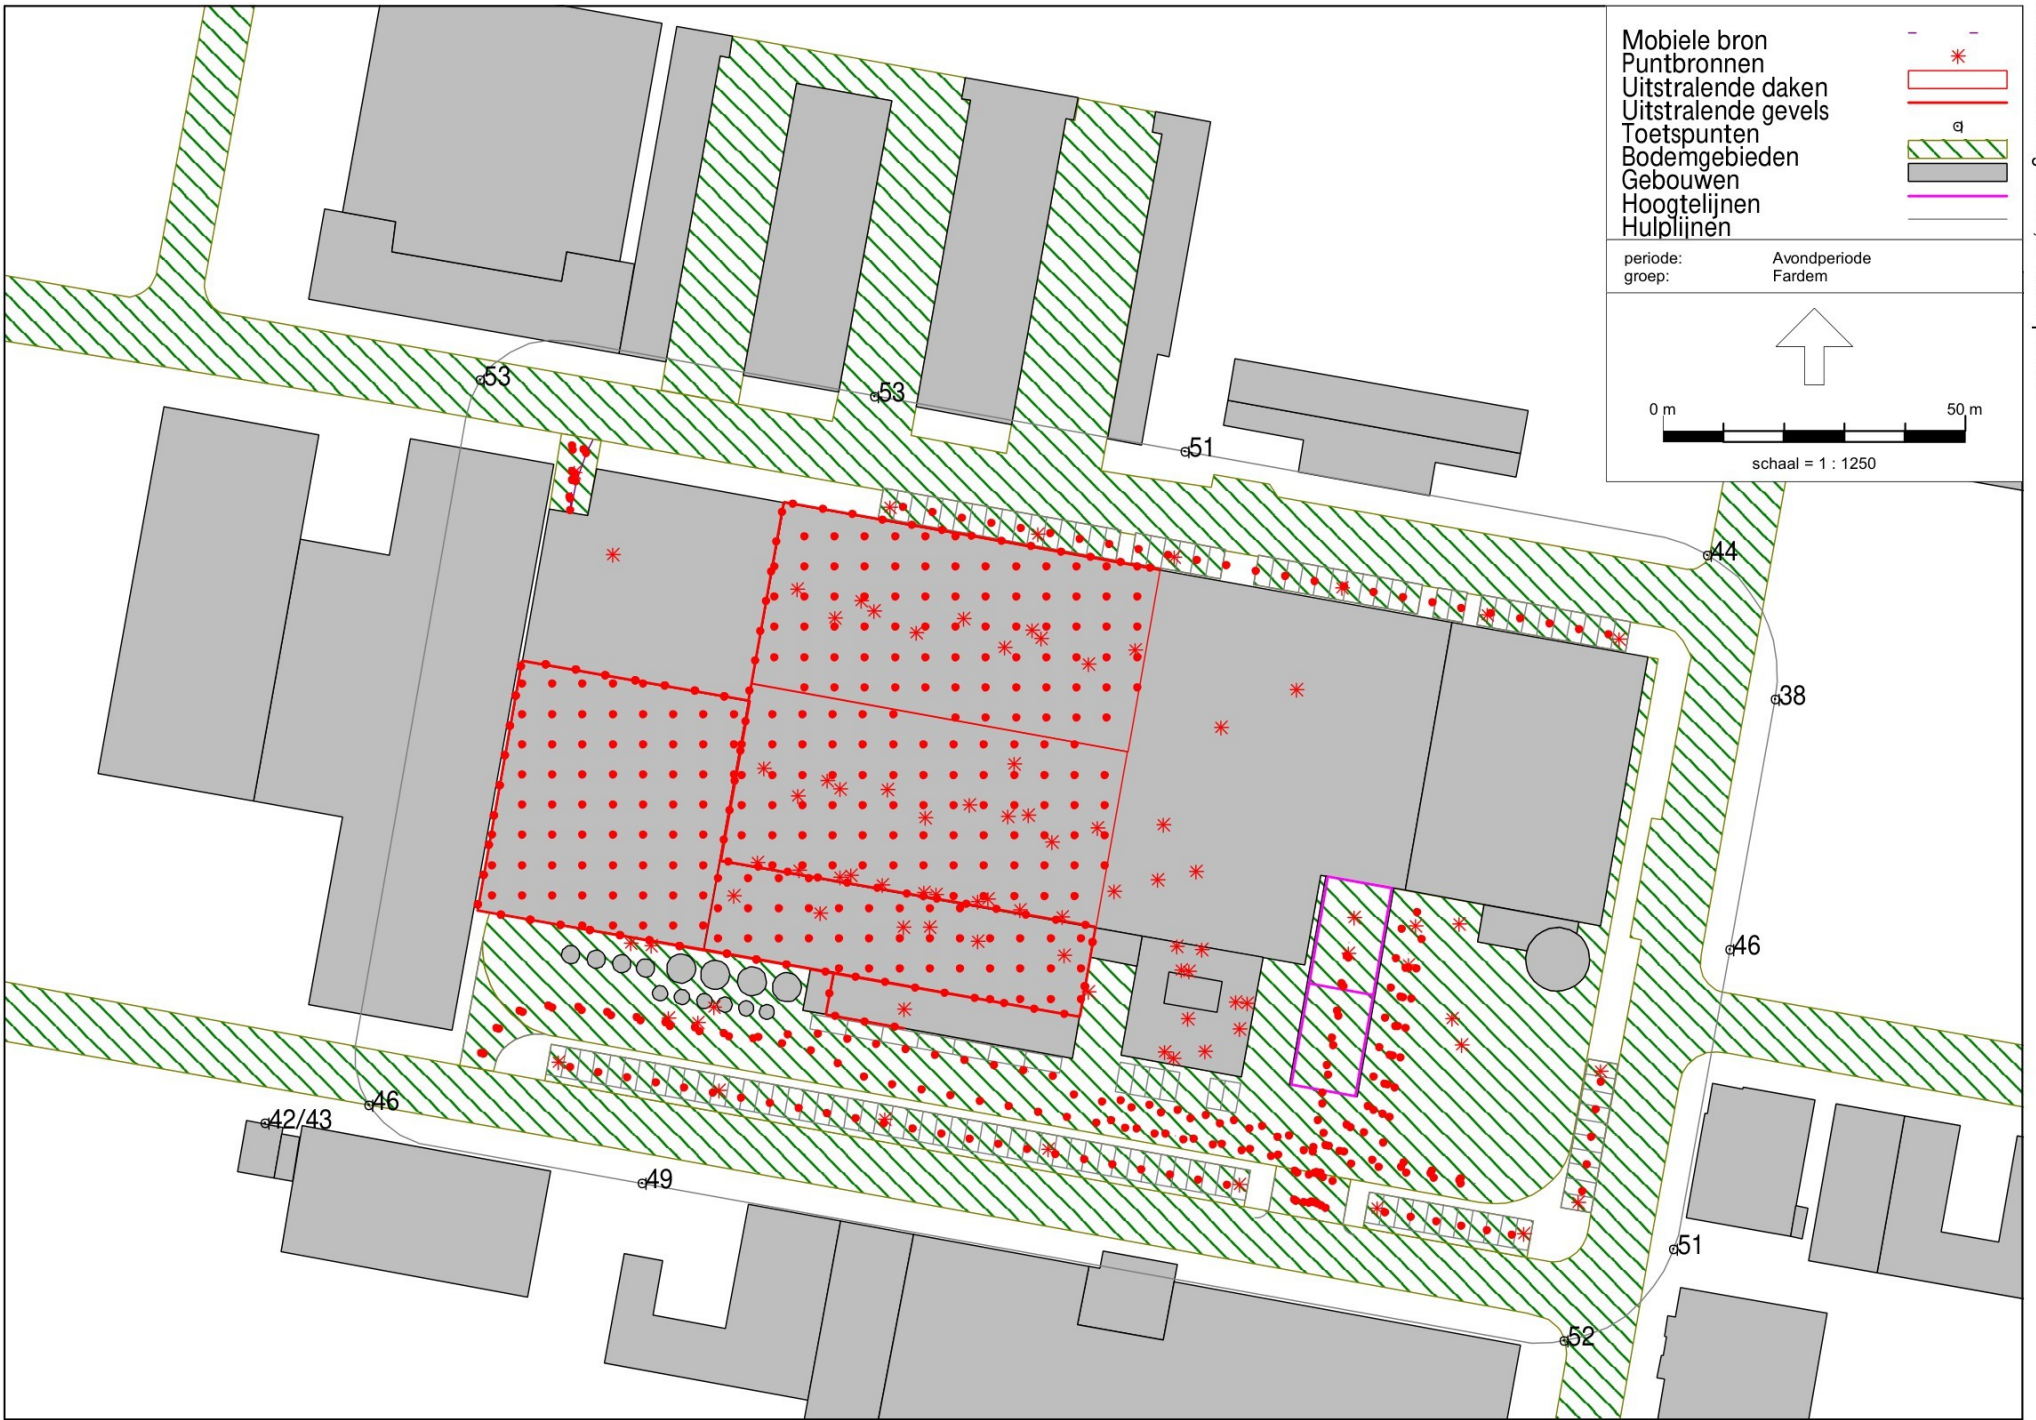 Mobiele bron
Puntbronnen
Uitstralende daken
Uitstralende gevels
Toetspunten
Bodemgebieden
Gebouwen
Hoogtelijnen
Hulplijnen
periode: Avondperiode
groep: Fardem
0 m 50 m
schaal = 1 : 1250
53
53
51
44
38
46
46
42/43
49
51
52